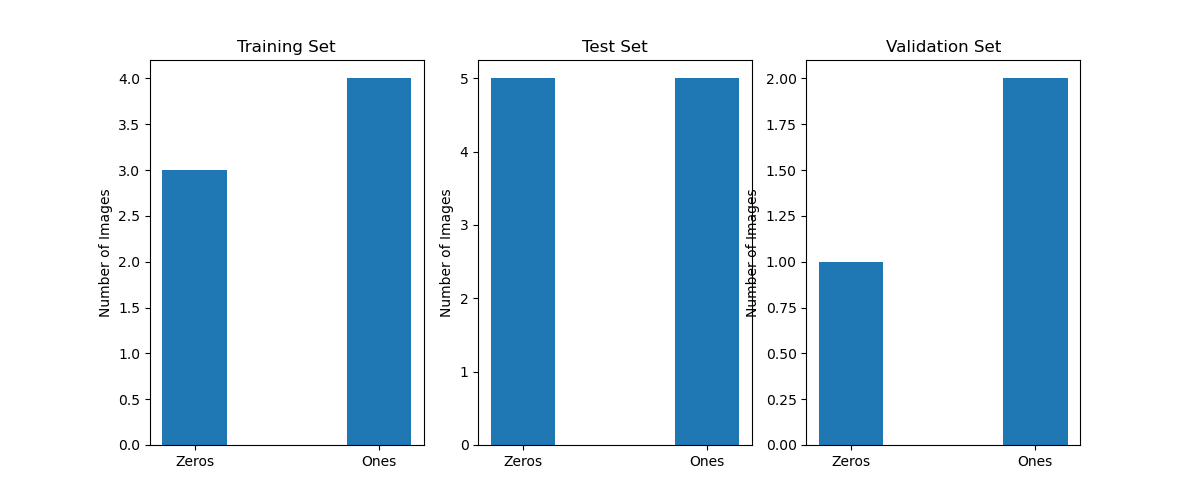 Training Set
Number of Images
4.0
3.5
3.0
2.5
2.0
1.5
1.0
0.5
0.0
Zeros Ones
Test Set
Number of Images
5
4
3
2
1
0
Zeros Ones
Validation Set
Number of Images
2.00
1.75
1.50
1.25
1.00
0.75
0.50
0.25
0.00
Zeros Ones